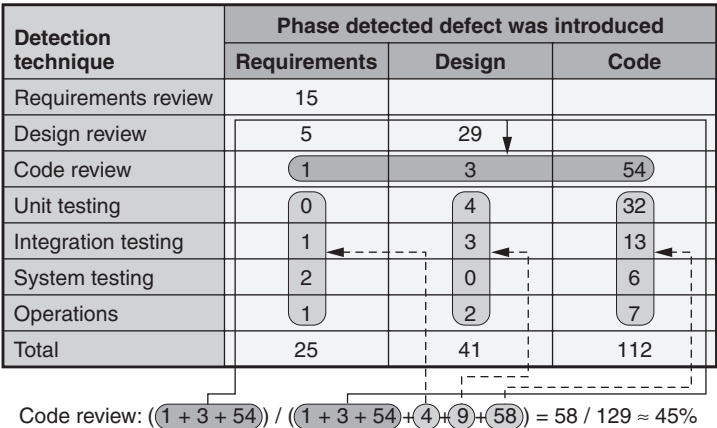 Detection technique Phase detected defect was introduced
Requirements Design Code
Requirements review 15
Design review 5 29
Code review 1 3 54
Unit testing 0 4 32
Integration testing 1 3 13
System testing 2 0 6
Operations 1 2 7
Total 25 41 112
Code review: ((1 + 3 + 54) / ((1 + 3 + 54)+(4)+(9)+(58)) = 58 / 129 ≈ 45%